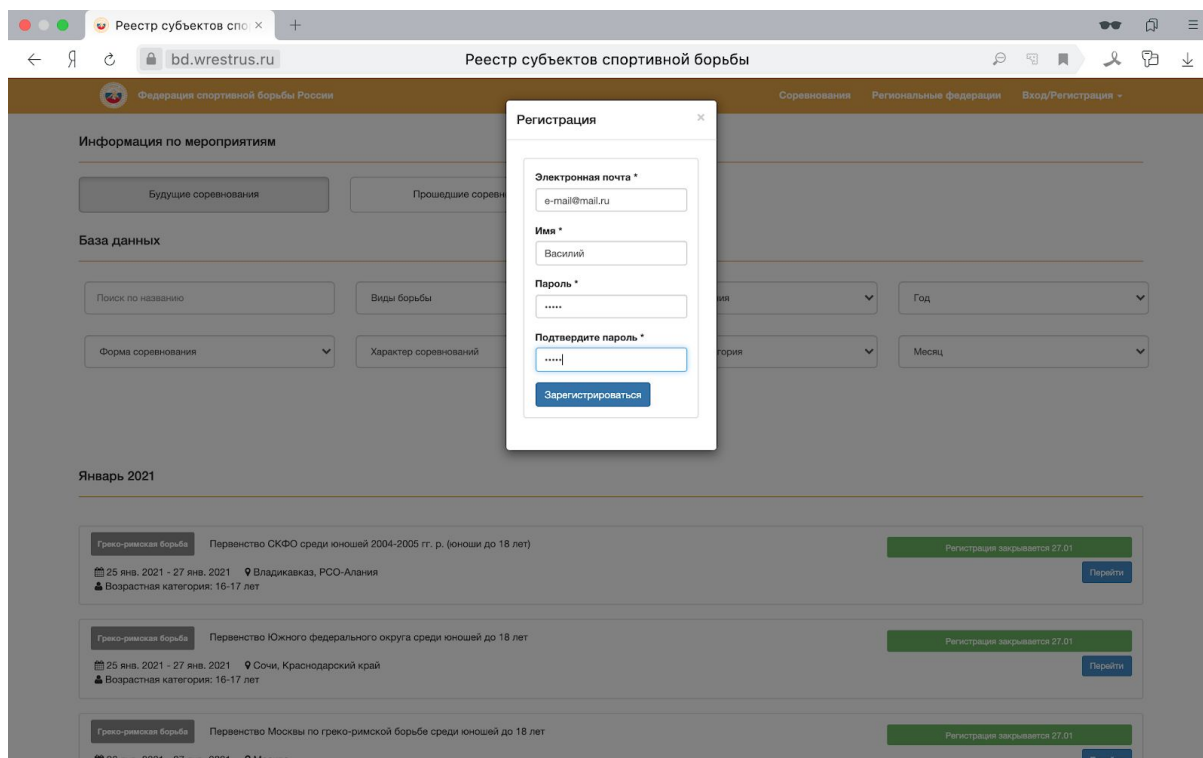 Реестр субъектов спо
bd.wrestrus.ru
Реестр субъектов спортивной борьбы
Федерация спортивной борьбы России
Соревнования
Региональные федерации
Вход/Регистрация
Регистрация
Информация по мероприятиям
Электронная почта *
Будущие соревнования
Прошедшие соревн
e-mail@mail.ru
Имя *
База данных
Василий
Пароль *
Поиск по названию
Виды борьбы
•••••
ия
Год
Подтвердите пароль *
Форма соревнования
Характер соревнований
•••••
гория
Месяц
Зарегистрироваться
Январь 2021
Греко-римская борьба
Первенство СКФО среди юношей 2004-2005 гг. р. (юноши до 18 лет)
Регистрация закрывается 27.01
25 янв. 2021 - 27 янв. 2021
Владикавказ, РСО-Алания
Перейти
Возрастная категория: 16-17 лет
Греко-римская борьба
Первенство Южного федерального округа среди юношей до 18 лет
Регистрация закрывается 27.01
25 янв. 2021 - 27 янв. 2021
Сочи, Краснодарский край
Перейти
Возрастная категория: 16-17 лет
Греко-римская борьба
Первенство Москвы по греко-римской борьбе среди юношей до 18 лет
Регистрация закрывается 27.01